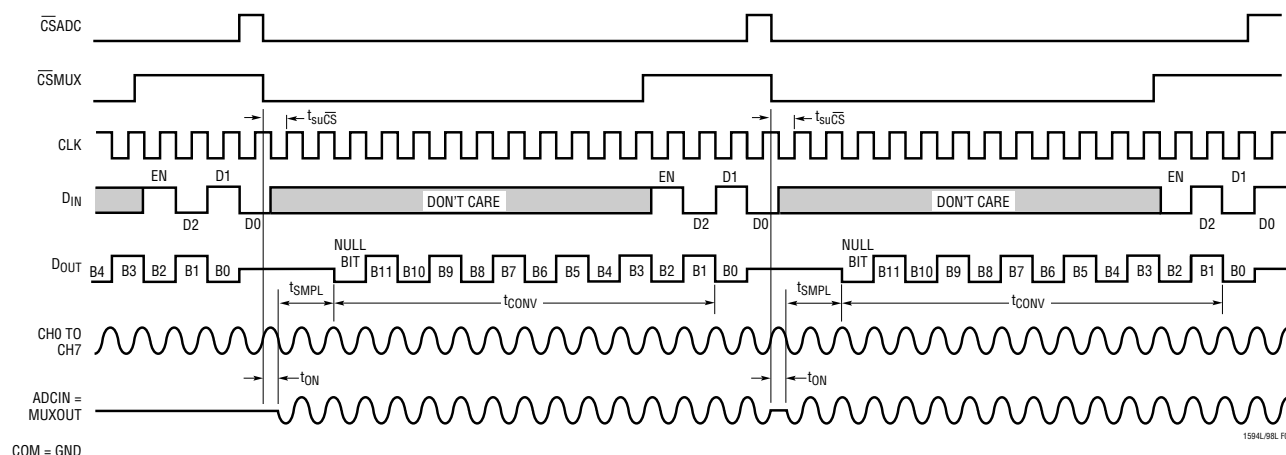 CSADC
CSMUX
tsuCS tsuCS
CLK
EN D1 EN D1 EN D1
DIN DON'T CARE DON'T CARE
D2 D0 D2 D0 D2 D0
NULL BIT NULL BIT
DOUT B4 B3 B2 B1 B0 B11 B10 B9 B8 B7 B6 B5 B4 B3 B2 B1 B0 B11 B10 B9 B8 B7 B6 B5 B4 B3 B2 B1 B0
tSMPL tCONV tSMPL tCONV
CH0 TO
CH7
tON tON
ADCIN =
MUXOUT
1594L/98L
COM = GND